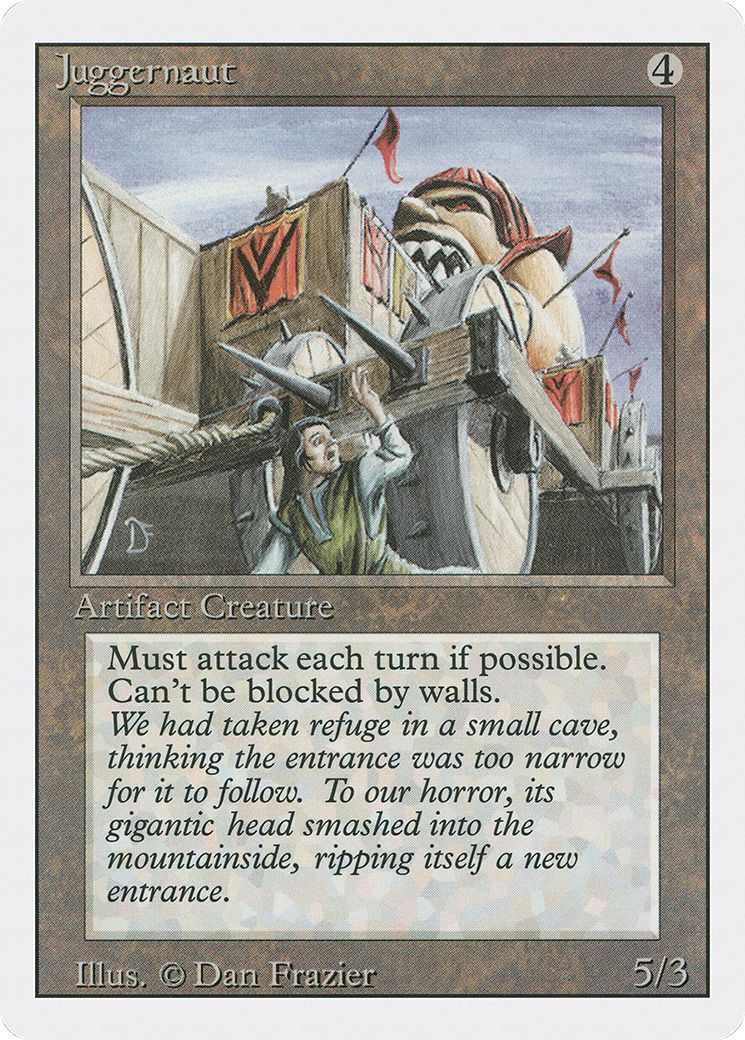 Juggernaut 4
DF
Artifact Creature
Must attack each turn if possible.
Can't be blocked by walls.
We had taken refuge in a small cave,
thinking the entrance was too narrow
for it to follow. To our horror, its
gigantic head smashed into the
mountainside, ripping itself a new
entrance.
Illus. © Dan Frazier 5/3